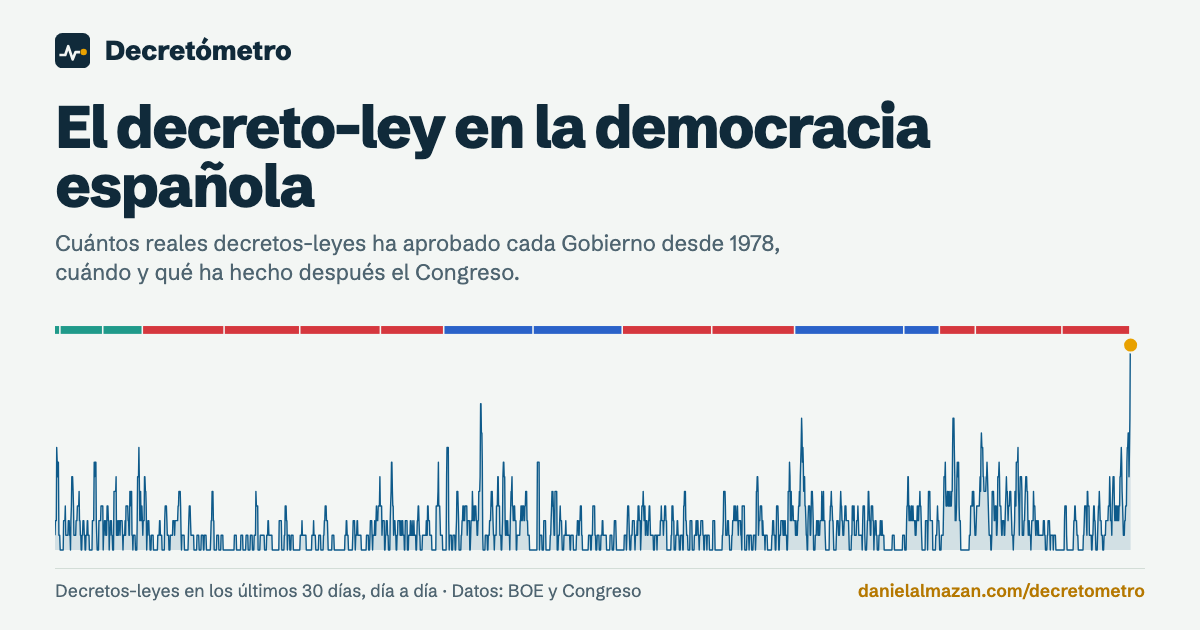 Decretómetro
El decreto-ley en la democracia
española
Cuántos reales decretos-leyes ha aprobado cada Gobierno desde 1978,
cuándo y qué ha hecho después el Congreso.
Decretos-leyes en los últimos 30 días, día a día · Datos: BOE y Congreso
danielalmazan.com/decretometro